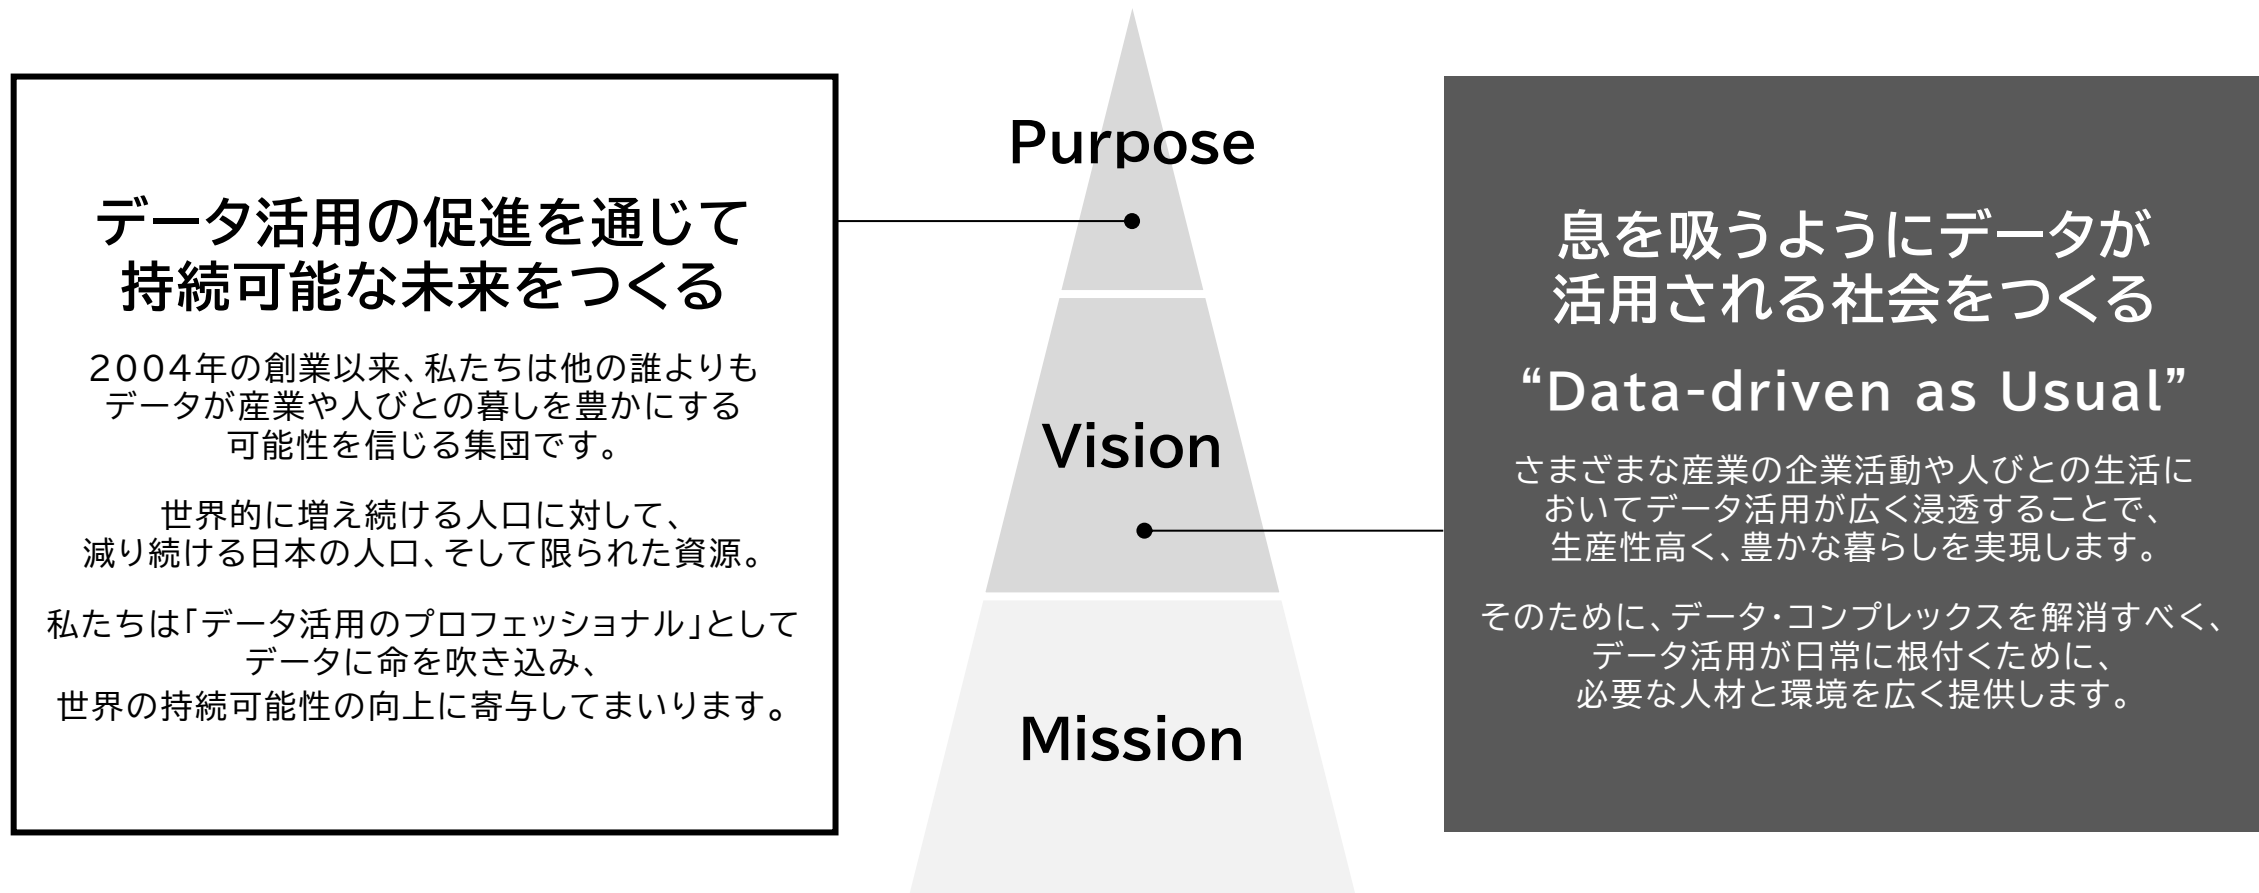 データ活用の促進を通じて
持続可能な未来をつくる
2004年の創業以来、私たちは他の誰よりも
データが産業や人びとの暮しを豊かにする
可能性を信じる集団です。
世界的に増え続ける人口に対して、
減り続ける日本の人口、そして限られた資源。
私たちは「データ活用のプロフェッショナル」として
データに命を吹き込み、
世界の持続可能性の向上に寄与してまいります。
Purpose
Vision
Mission
息を吸うようにデータが
活用される社会をつくる
“Data-driven as Usual”
さまざまな産業の企業活動や人びとの生活に
おいてデータ活用が広く浸透することで、
生産性高く、豊かな暮らしを実現します。
そのために、データ・コンプレックスを解消すべく、
データ活用が日常に根付くために、
必要な人材と環境を広く提供します。